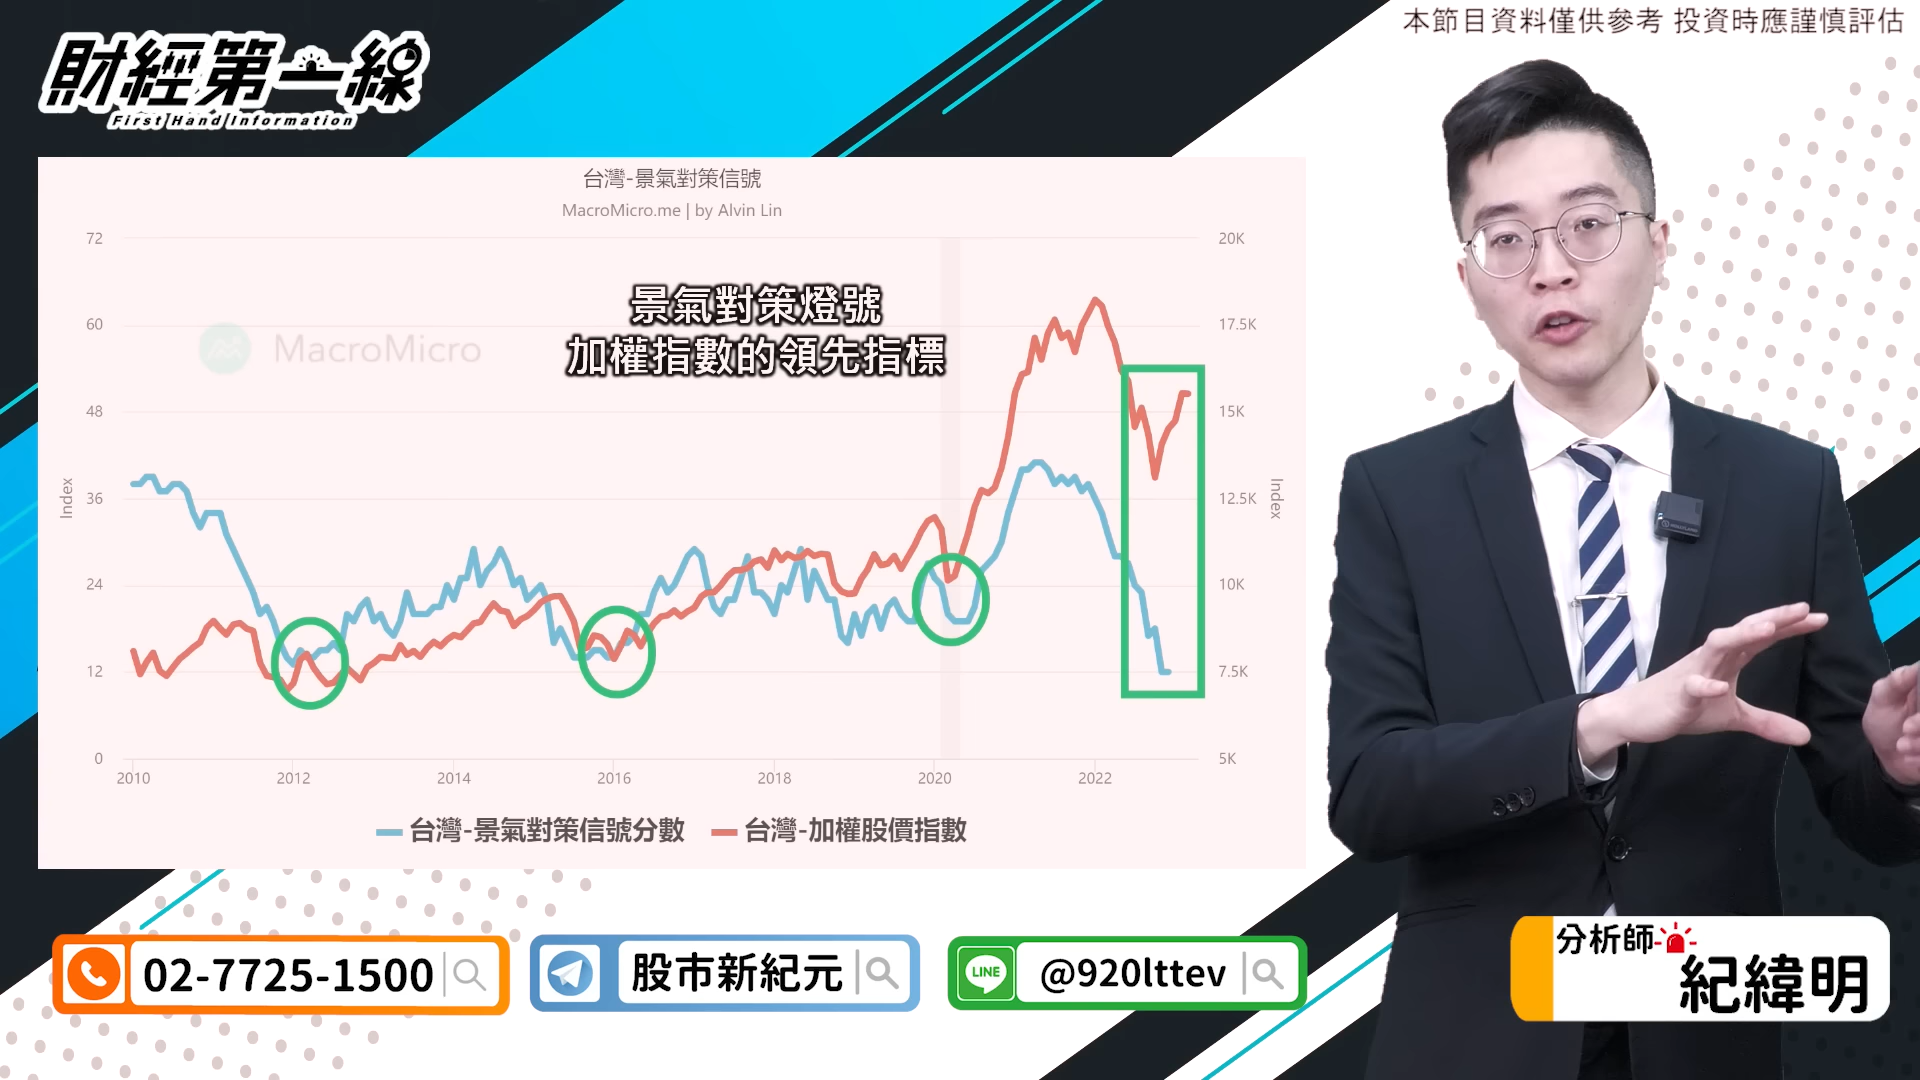 財經第一線
First Hand Information
本節目資料僅供參考 投資時應謹慎評估
台灣-景氣對策信號
MacroMicro.me | by Alvin Lin
景氣對策燈號
加權指數的領先指標
MacroMicro
72
60
48
36
24
12
0
Index
20K
17.5K
15K
12.5K
10K
7.5K
5K
Index
2010 2012 2014 2016 2018 2020 2022
台灣-景氣對策信號分數 台灣-加權股價指數
02-7725-1500
股市新紀元
LINE
@920lttev
分析師
紀緯明